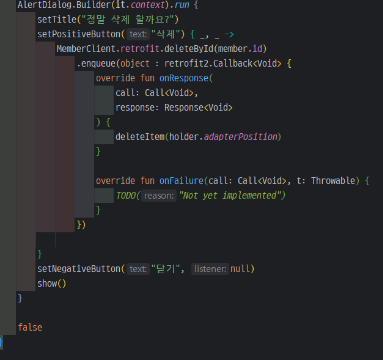 AlertDialog.Builder(it.context).run {
setTitle("정말 삭제 할까요?")
setPositiveButton( text: "삭제") { _, _ ->
MemberClient.retrofit.deleteById(member.id)
.enqueue(object : retrofit2.Callback<Void> {
override fun onResponse(
call: Call<Void>,
response: Response<Void>
) {
deleteItem(holder.adapterPosition)
}
override fun onFailure(call: Call<Void>, t: Throwable) {
TODO( reason: "Not yet implemented")
}
})
}
setNegativeButton( text: "닫기", listener: null)
show()
}
false
}